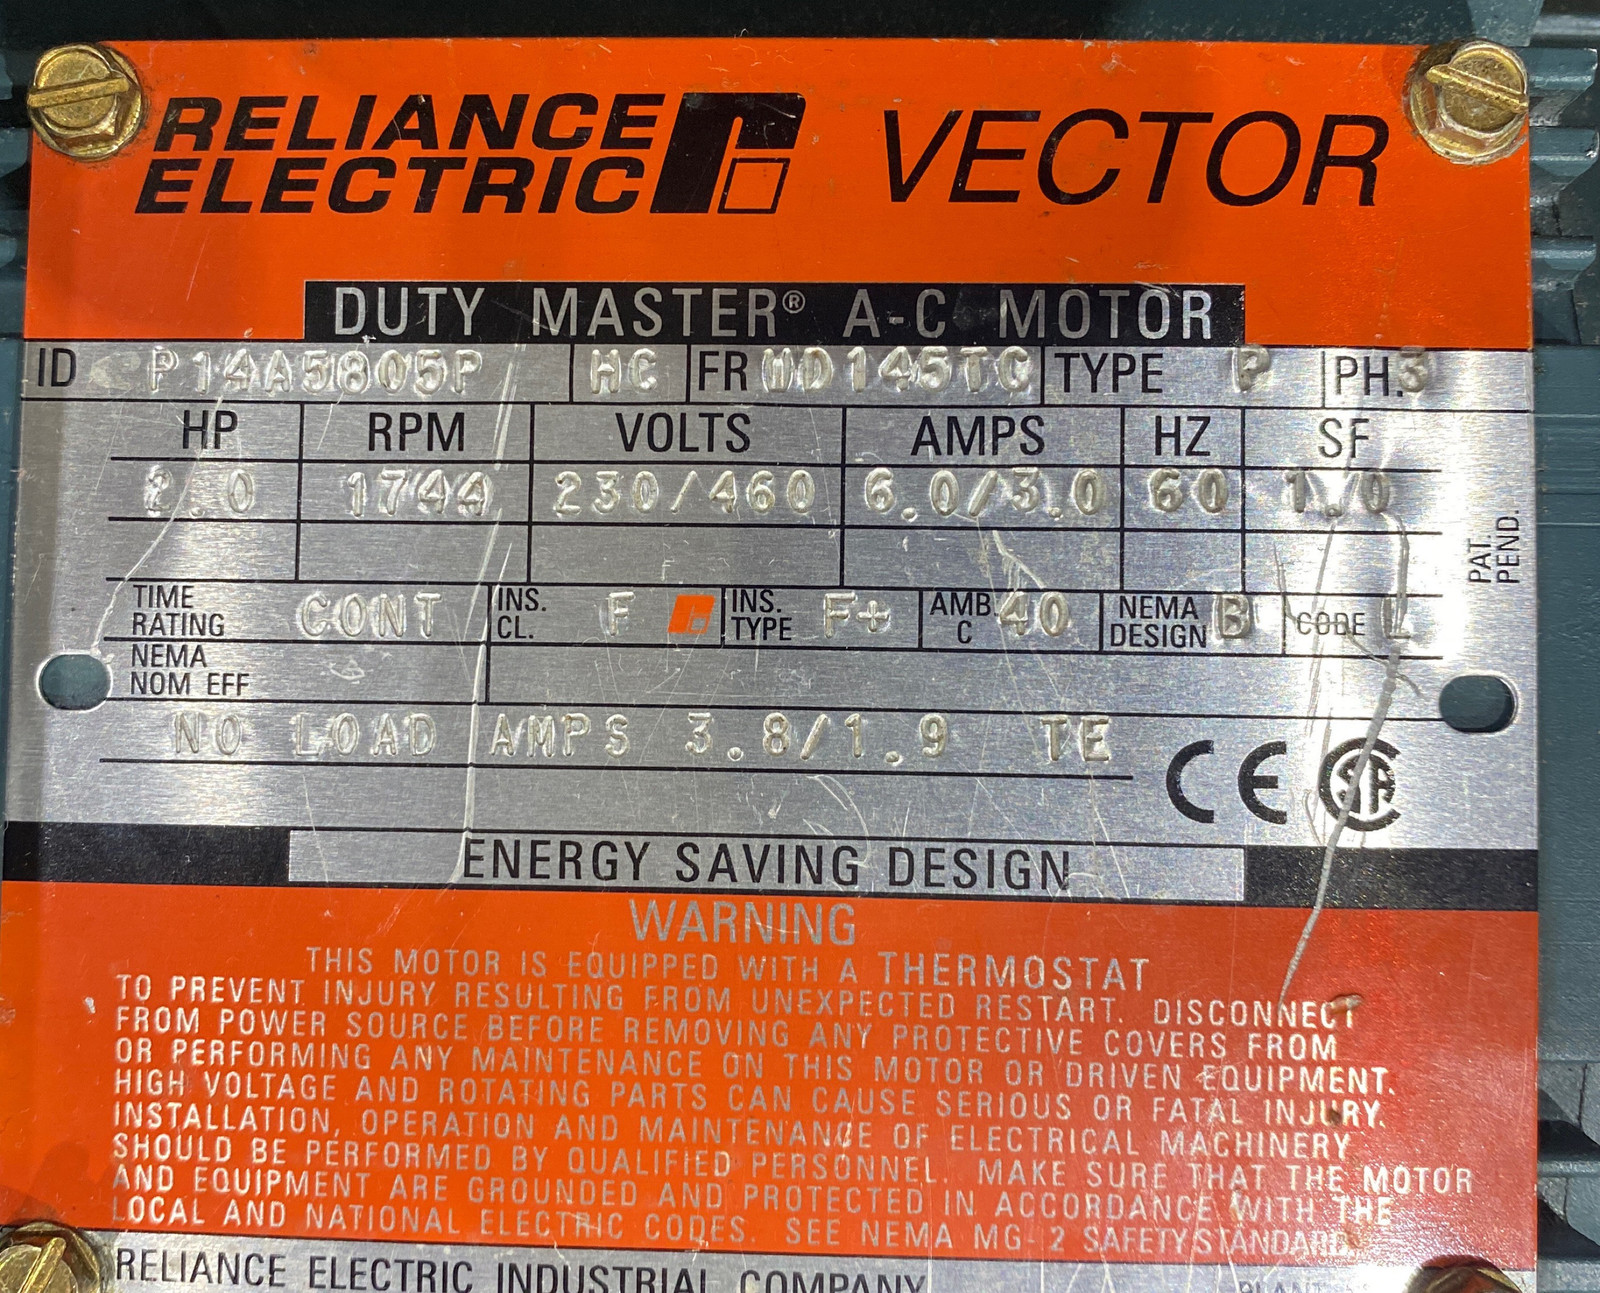 RELIANCE
ELECTRIC
VECTOR
DUTY MASTER® A-C MOTOR
ID P14A5805P HC FR WD145TC TYPE P PH.3
HP RPM VOLTS AMPS HZ SF
2.0 1744 230/460 6.0/3.0 60 1.0
PAT.
PEND.
TIME
RATING CONT INS.
CL. F INS.
TYPE F+ AMB
C 40 NEMA
DESIGN B CODE L
NEMA
NOM EFF
NO LOAD AMPS 3.8/1.9 TE
CE
ENERGY SAVING DESIGN
WARNING
THIS MOTOR IS EQUIPPED WITH A THERMOSTAT
TO PREVENT INJURY RESULTING FROM UNEXPECTED RESTART. DISCONNECT
FROM POWER SOURCE BEFORE REMOVING ANY PROTECTIVE COVERS FROM
OR PERFORMING ANY MAINTENANCE ON THIS MOTOR OR DRIVEN EQUIPMENT.
HIGH VOLTAGE AND ROTATING PARTS CAN CAUSE SERIOUS OR FATAL INJURY.
INSTALLATION, OPERATION AND MAINTENANCE OF ELECTRICAL MACHINERY
SHOULD BE PERFORMED BY QUALIFIED PERSONNEL. MAKE SURE THAT THE MOTOR
AND EQUIPMENT ARE GROUNDED AND PROTECTED IN ACCORDANCE WITH THE
LOCAL AND NATIONAL ELECTRIC CODES. SEE NEMA MG-2 SAFETY STANDARD.
RELIANCE ELECTRIC INDUSTRIAL COMPANY